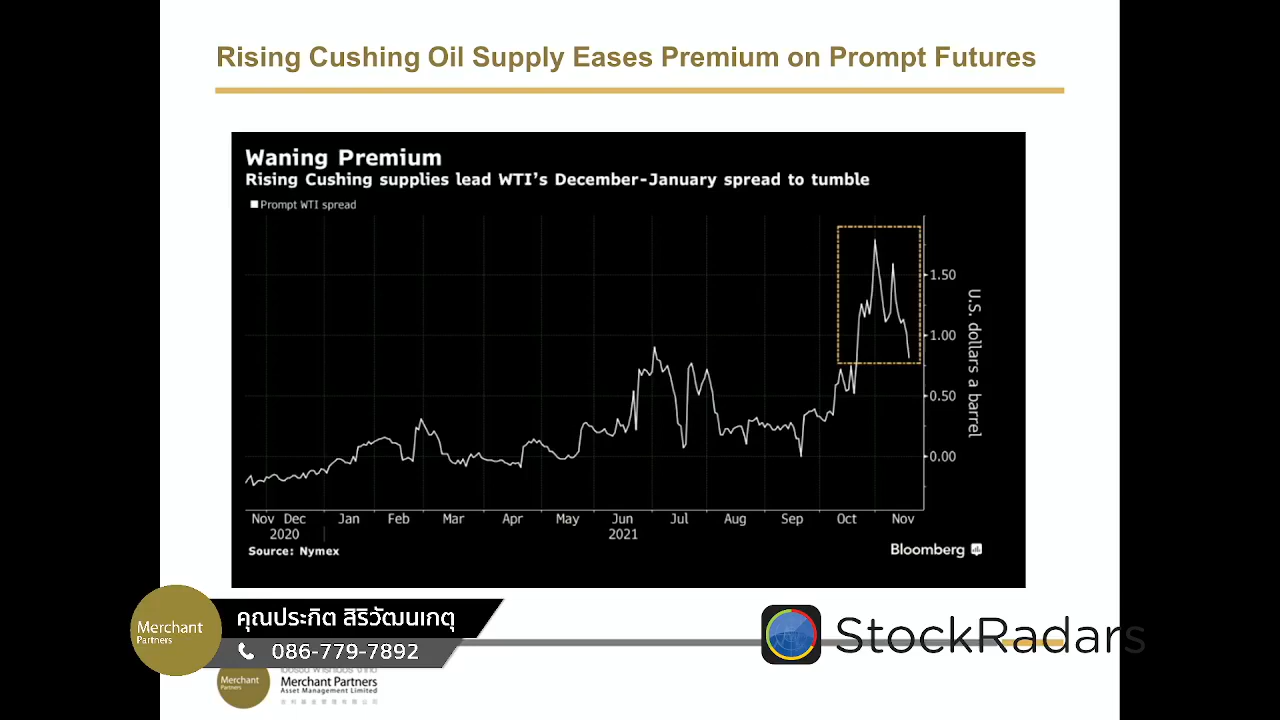 Rising Cushing Oil Supply Eases Premium on Prompt Futures
Waning Premium
Rising Cushing supplies lead WTI's December-January spread to tumble
Prompt WTI spread
1.50
1.00
0.50
0.00
U.S. dollars a barrel
Nov Dec Jan Feb Mar Apr May Jun Jul Aug Sep Oct Nov
2020 2021
Source: Nymex
Bloomberg
Merchant
Partners
คุณประกิต สิริวัฒนเกตุ
086-779-7892
StockRadars
Merchant
Partners
Merchant Partners
Asset Management Limited